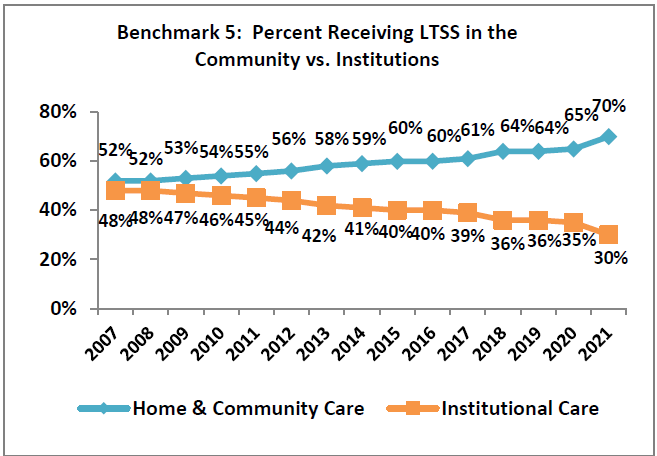 Benchmark 5:  Percent Receiving LTSS in the
Community vs. Institutions
80%
60%
40%
20%
0%
52% 52% 53% 54% 55% 56% 58% 59% 60% 60% 61% 64% 64% 65% 70%
48% 48% 47% 46% 45% 44% 42% 41% 40% 40% 39% 36% 36% 35% 30%
2007 2008 2009 2010 2011 2012 2013 2014 2015 2016 2017 2018 2019 2020 2021
Home & Community Care Institutional Care